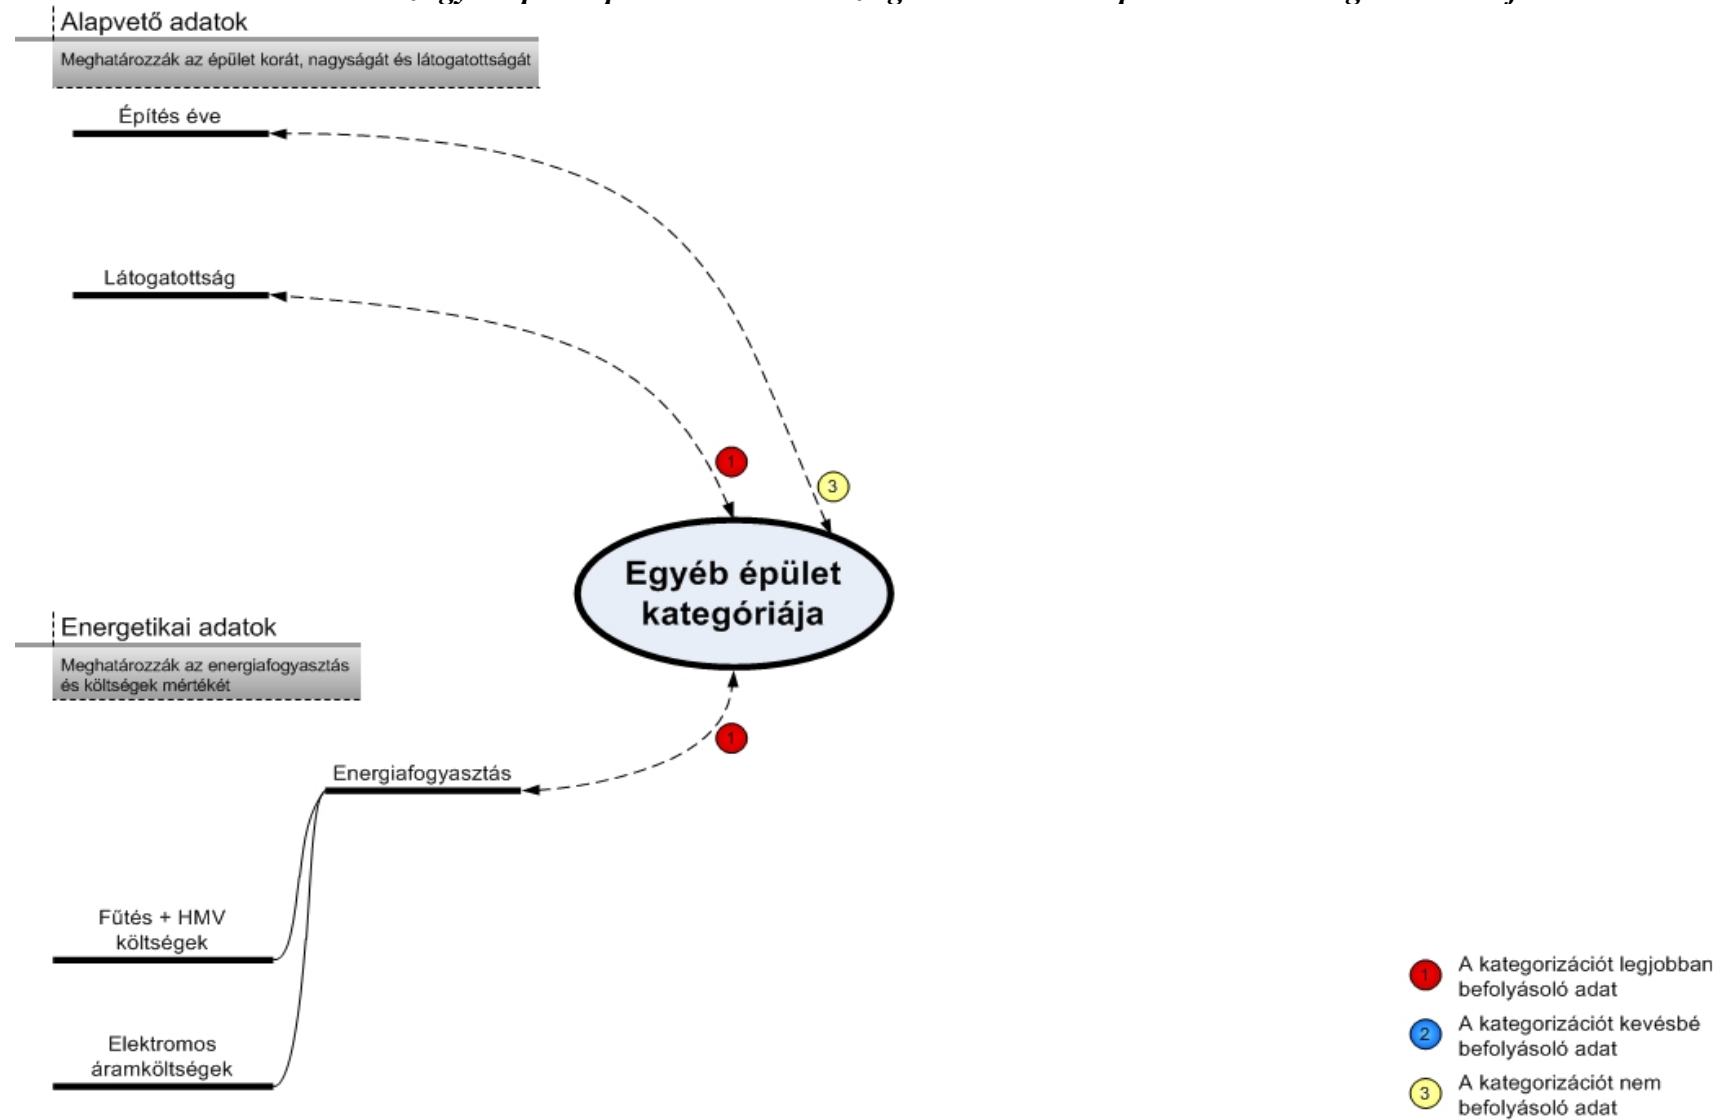 Alapvető adatok
Meghatározzák az épület korát, nagyságát és látogatottságát
Építés éve
Látogatottság
1
3
Egyéb épület
kategóriája
Energetikai adatok
Meghatározzák az energiafogyasztás
és költségek mértékét
1
Energiafogyasztás
Fűtés + HMV
költségek
Elektromos
áramköltségek
1 A kategorizációt legjobban
befolyásoló adat
2 A kategorizációt kevésbé
befolyásoló adat
3 A kategorizációt nem
befolyásoló adat